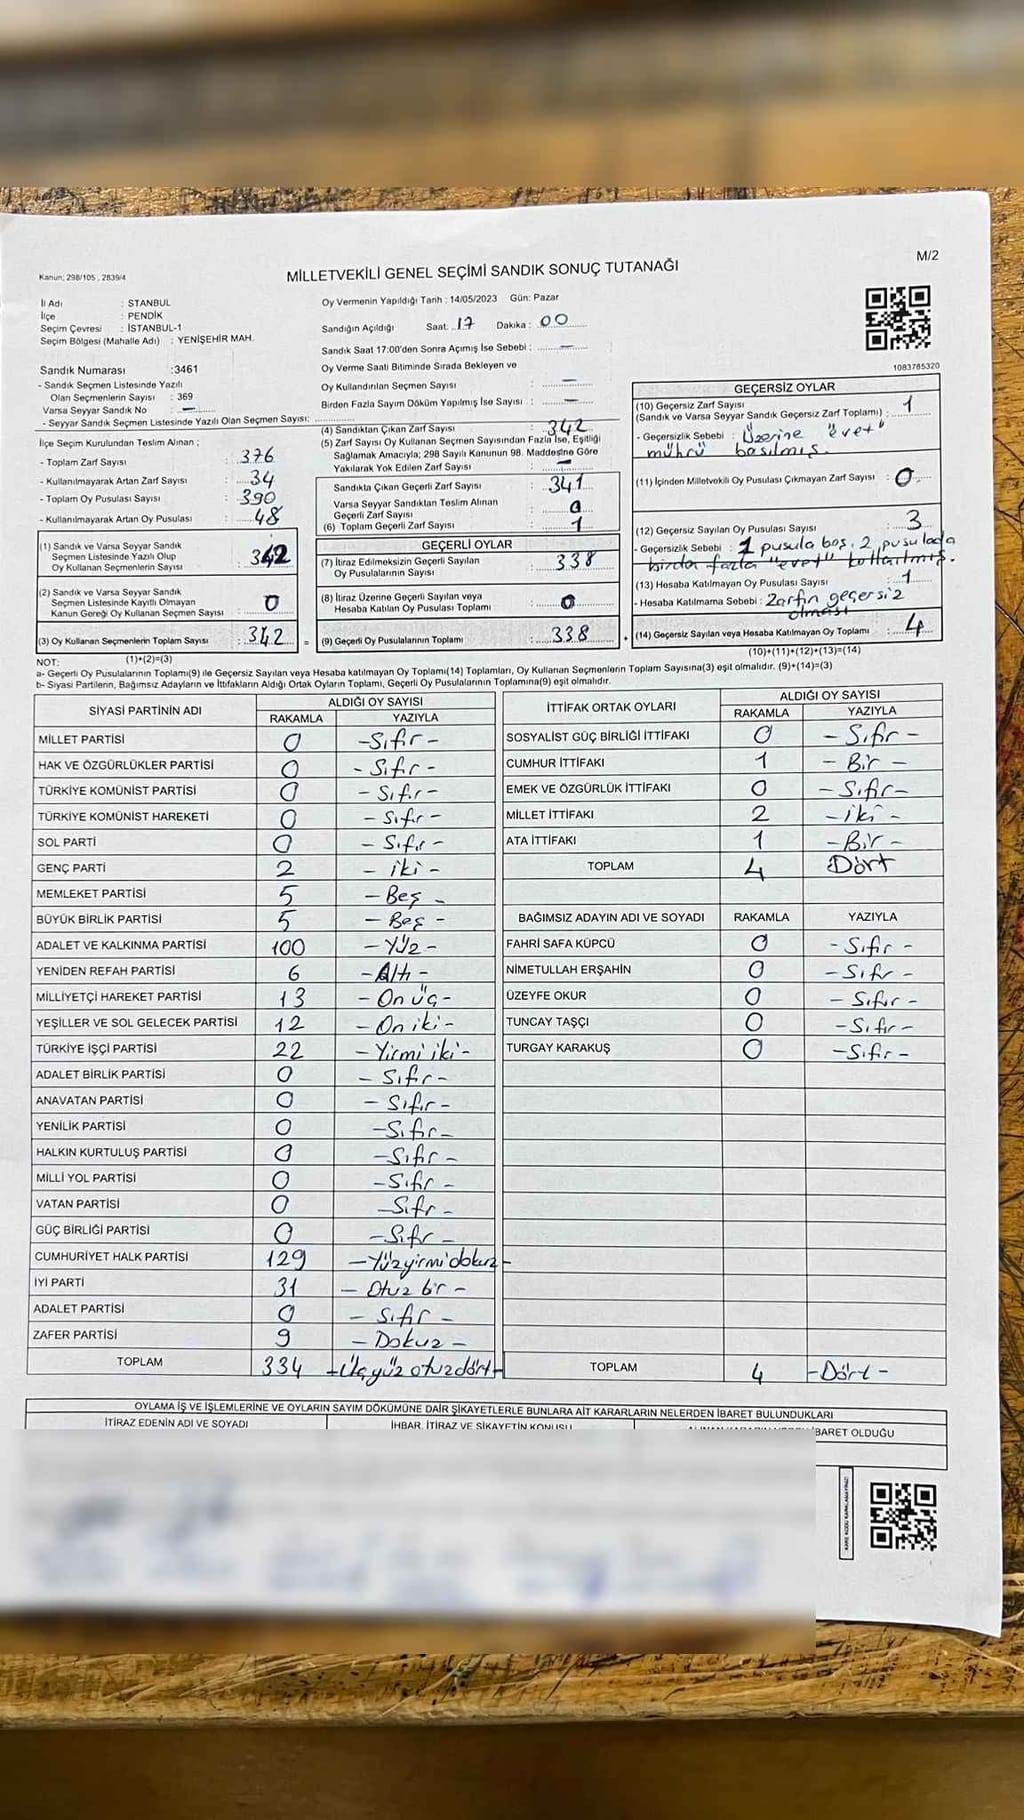 M/2
Kanun; 298/105 , 2839/4
MİLLETVEKİLİ GENEL SEÇİMİ SANDIK SONUÇ TUTANAĞI
İl Adı : STANBUL
İlçe : PENDİK
Seçim Çevresi : İSTANBUL-1
Seçim Bölgesi (Mahalle Adı) : YENİŞEHİR MAH.
Sandık Numarası :3461
- Sandık Seçmen Listesinde Yazılı
Olan Seçmenlerin Sayısı : 369
Varsa Seyyar Sandık No : —
- Seyyar Sandık Seçmen Listesinde Yazılı Olan Seçmen Sayısı:
İlçe Seçim Kurulundan Teslim Alınan ;
- Toplam Zarf Sayısı : 376
- Kullanılmayarak Artan Zarf Sayısı : 34
- Toplam Oy Pusulası Sayısı : 390
- Kullanılmayarak Artan Oy Pusulası : 48
(1) Sandık ve Varsa Seyyar Sandık
Seçmen Listesinde Yazılı Olup
Oy Kullanan Seçmenlerin Sayısı : 342
(2) Sandık ve Varsa Seyyar Sandık
Seçmen Listesinde Kayıtlı Olmayan
Kanun Gereği Oy Kullanan Seçmen Sayısı : 0
(3) Oy Kullanan Seçmenlerin Toplam Sayısı : 342 =
Oy Vermenin Yapıldığı Tarih : 14/05/2023 Gün: Pazar
Sandığın Açıldığı Saat: 17 Dakika : 00
Sandık Saat 17:00'den Sonra Açımış İse Sebebi : —
Oy Verme Saati Bitiminde Sırada Bekleyen ve
Oy Kullandırılan Seçmen Sayısı : —
Birden Fazla Sayım Döküm Yapılmış İse Sayısı : —
(4) Sandıktan Çıkan Zarf Sayısı : 342
(5) Zarf Sayısı Oy Kullanan Seçmen Sayısından Fazla İse, Eşitliği
Sağlamak Amacıyla; 298 Sayılı Kanunun 98. Maddesine Göre
Yakılarak Yok Edilen Zarf Sayısı : —
Sandıkta Çıkan Geçerli Zarf Sayısı : 341
Varsa Seyyar Sandıktan Teslim Alınan
Geçerli Zarf Sayısı : 0
(6) Toplam Geçerli Zarf Sayısı : 1
GEÇERLİ OYLAR
(7) İtiraz Edilmeksizin Geçerli Sayılan
Oy Pusulalarının Sayısı : 338
(8) İtiraz Üzerine Geçerli Sayılan veya
Hesaba Katılan Oy Pusulası Toplamı : 0
(9) Geçerli Oy Pusulalarının Toplamı : 338 +
1083785320
GEÇERSİZ OYLAR
(10) Geçersiz Zarf Sayısı
(Sandık ve Varsa Seyyar Sandık Geçersiz Zarf Toplamı) : 1
- Geçersizlik Sebebi : Üzerine "evet"
mührü basılmış.
(11) İçinden Milletvekili Oy Pusulası Çıkmayan Zarf Sayısı : 0
(12) Geçersiz Sayılan Oy Pusulası Sayısı : 3
- Geçersizlik Sebebi : 1 pusula boş, 2 pusulada
birden fazla "evet" kullanılmış.
(13) Hesaba Katılmayan Oy Pusulası Sayısı : 1
- Hesaba Katılmama Sebebi : Zarfın geçersiz
olması
(14) Geçersiz Sayılan veya Hesaba Katılmayan Oy Toplamı : 4
NOT: (1)+(2)=(3) (10)+(11)+(12)+(13)=(14)
a- Geçerli Oy Pusulalarının Toplamı(9) ile Geçersiz Sayılan veya Hesaba katılmayan Oy Toplamı(14) Toplamları, Oy Kullanan Seçmenlerin Toplam Sayısına(3) eşit olmalıdır. (9)+(14)=(3)
b- Siyasi Partilerin, Bağımsız Adayların ve İttifakların Aldığı Ortak Oyların Toplamı, Geçerli Oy Pusulalarının Toplamına(9) eşit olmalıdır.
SİYASİ PARTİNİN ADI ALDIĞI OY SAYISI
RAKAMLA YAZIYLA
MİLLET PARTİSİ 0 -Sıfır-
HAK VE ÖZGÜRLÜKLER PARTİSİ 0 -Sıfır-
TÜRKİYE KOMÜNİST PARTİSİ 0 -Sıfır-
TÜRKİYE KOMÜNİST HAREKETİ 0 -Sıfır-
SOL PARTİ 0 -Sıfır-
GENÇ PARTİ 2 -iki-
MEMLEKET PARTİSİ 5 -Beş-
BÜYÜK BİRLİK PARTİSİ 5 -Beş-
ADALET VE KALKINMA PARTİSİ 100 -Yüz-
YENİDEN REFAH PARTİSİ 6 -Altı-
MİLLİYETÇİ HAREKET PARTİSİ 13 -On üç-
YEŞİLLER VE SOL GELECEK PARTİSİ 12 -On iki-
TÜRKİYE İŞÇİ PARTİSİ 22 -Yirmi iki-
ADALET BİRLİK PARTİSİ 0 -Sıfır-
ANAVATAN PARTİSİ 0 -Sıfır-
YENİLİK PARTİSİ 0 -Sıfır-
HALKIN KURTULUŞ PARTİSİ 0 -Sıfır-
MİLLİ YOL PARTİSİ 0 -Sıfır-
VATAN PARTİSİ 0 -Sıfır-
GÜÇ BİRLİĞİ PARTİSİ 0 -Sıfır-
CUMHURİYET HALK PARTİSİ 129 -Yüzyirmidokuz-
İYİ PARTİ 31 -Otuz bir-
ADALET PARTİSİ 0 -Sıfır-
ZAFER PARTİSİ 9 -Dokuz-
TOPLAM 334 -Üçyüz otuzdört-
İTTİFAK ORTAK OYLARI ALDIĞI OY SAYISI
RAKAMLA YAZIYLA
SOSYALİST GÜÇ BİRLİĞİ İTTİFAKI 0 -Sıfır-
CUMHUR İTTİFAKI 1 -Bir-
EMEK VE ÖZGÜRLÜK İTTİFAKI 0 -Sıfır-
MİLLET İTTİFAKI 2 -iki-
ATA İTTİFAKI 1 -Bir-
TOPLAM 4 Dört
BAĞIMSIZ ADAYIN ADI VE SOYADI RAKAMLA YAZIYLA
FAHRİ SAFA KÜPCÜ 0 -Sıfır-
NİMETULLAH ERŞAHİN 0 -Sıfır-
ÜZEYFE OKUR 0 -Sıfır-
TUNCAY TAŞÇI 0 -Sıfır-
TURGAY KARAKUŞ 0 -Sıfır-
TOPLAM 4 -Dört-
OYLAMA İŞ VE İŞLEMLERİNE VE OYLARIN SAYIM DÖKÜMÜNE DAİR ŞİKAYETLERLE BUNLARA AİT KARARLARIN NELERDEN İBARET BULUNDUKLARI
İTİRAZ EDENİN ADI VE SOYADI İHBAR, İTİRAZ VE ŞİKAYETİN KONUSU İBARET OLDUĞU